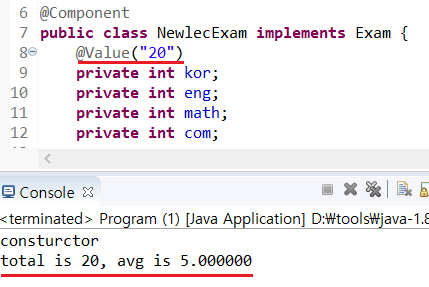 6 @Component
7 public class NewlecExam implements Exam {
8 @Value("20")
9 private int kor;
10 private int eng;
11 private int math;
12 private int com;
Console
<terminated> Program (1) [Java Application] D:₩tools₩java-1.8
consturctor
total is 20, avg is 5.000000